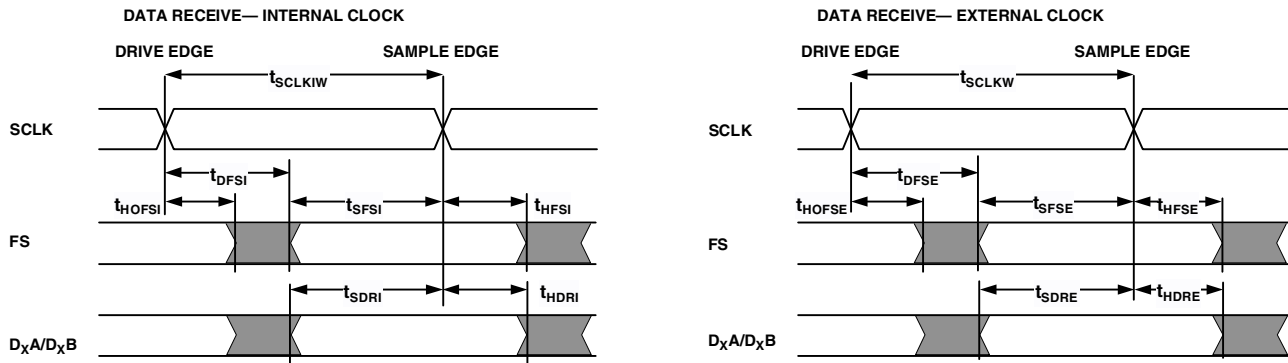 DATA RECEIVE— INTERNAL CLOCK
DRIVE EDGE SAMPLE EDGE
tSCLKIW
SCLK
tDFSI
tHOFSI tSFSI tHFSI
FS
tSDRI tHDRI
DXA/DXB
DATA RECEIVE— EXTERNAL CLOCK
DRIVE EDGE SAMPLE EDGE
tSCLKW
SCLK
tDFSE
tHOFSE tSFSE tHFSE
FS
tSDRE tHDRE
DXA/DXB